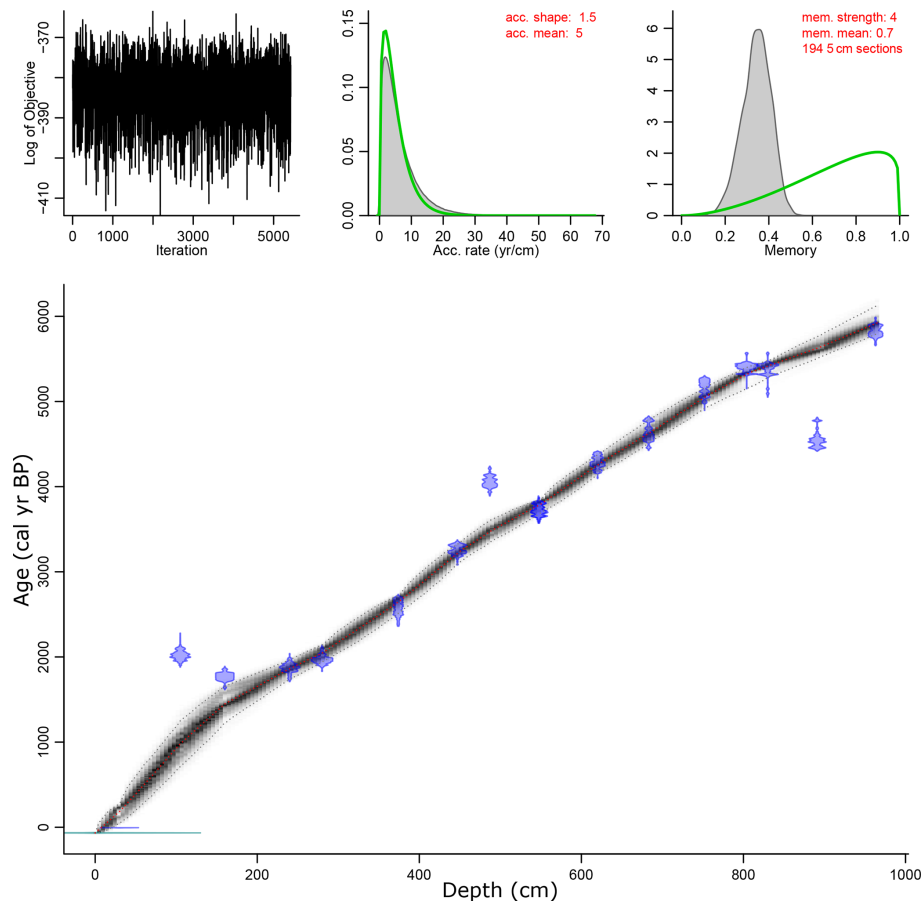 Log of Objective
−370
−390
−410
0
1000
3000
5000
Iteration
acc. shape: 1.5
acc. mean: 5
0.15
0.10
0.05
0.00
0 10 20 30 40 50 60 70
Acc. rate (yr/cm)
mem. strength: 4
mem. mean: 0.7
194 5 cm sections
6
5
4
3
2
1
0
0.0 0.2 0.4 0.6 0.8 1.0
Memory
Age (cal yr BP)
6000
5000
4000
3000
2000
1000
0
0 200 400 600 800 1000
Depth (cm)